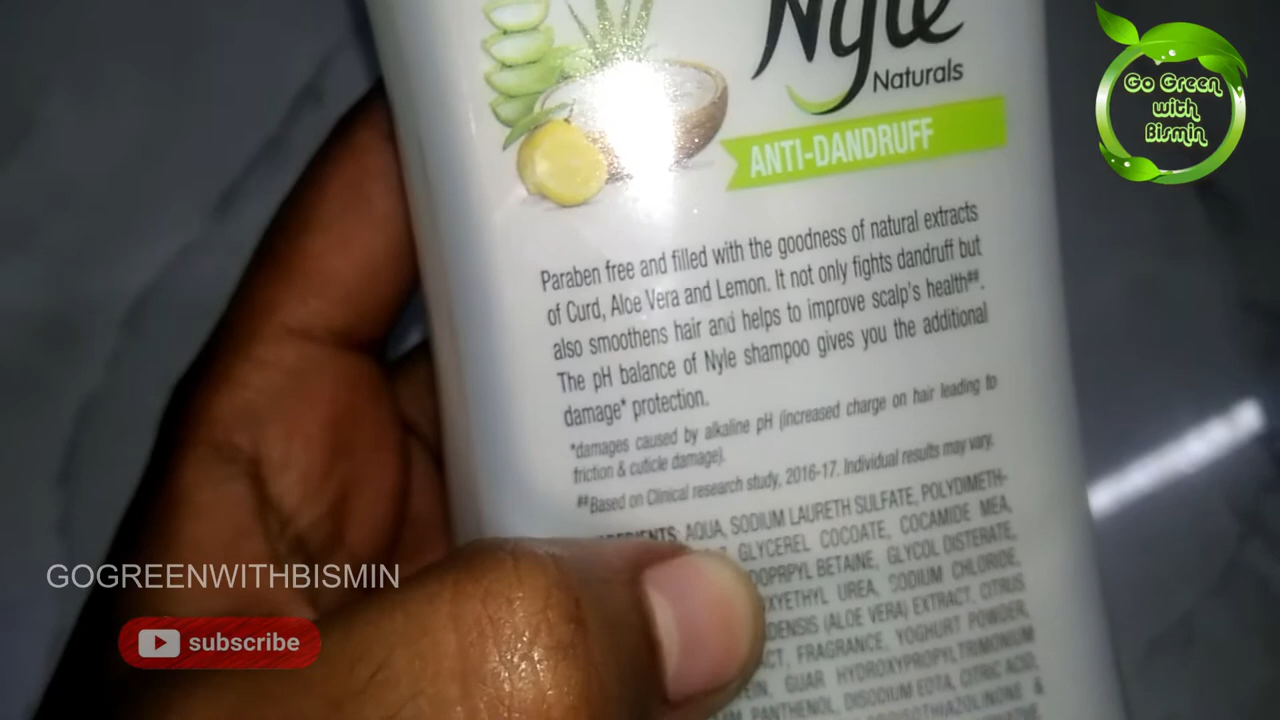 Nyle
Naturals
ANTI-DANDRUFF
Go Green
with
Bismin
Paraben free and filled with the goodness of natural extracts
of Curd, Aloe Vera and Lemon. It not only fights dandruff but
also smoothens hair and helps to improve scalp's health##.
The pH balance of Nyle shampoo gives you the additional
damage* protection.
*damages caused by alkaline pH (increased charge on hair leading to
friction & cuticle damage).
##Based on Clinical research study, 2016-17. Individual results may vary.
AQUA, SODIUM LAURETH SULFATE, POLYDIMETH-
GLYCEREL COCOATE, COCAMIDE MEA,
BETAINE, GLYCOL DISTERATE,
UREA, SODIUM CHLORIDE,
(ALOE VERA) EXTRACT, CITRUS
FRAGRANCE, YOGHURT POWDER,
GUAR HYDROXYPROPYLTRIMONIUM
PANTHENOL, DISODIUM EDTA, CITRIC ACID,
&
GOGREENWITHBISMIN
subscribe